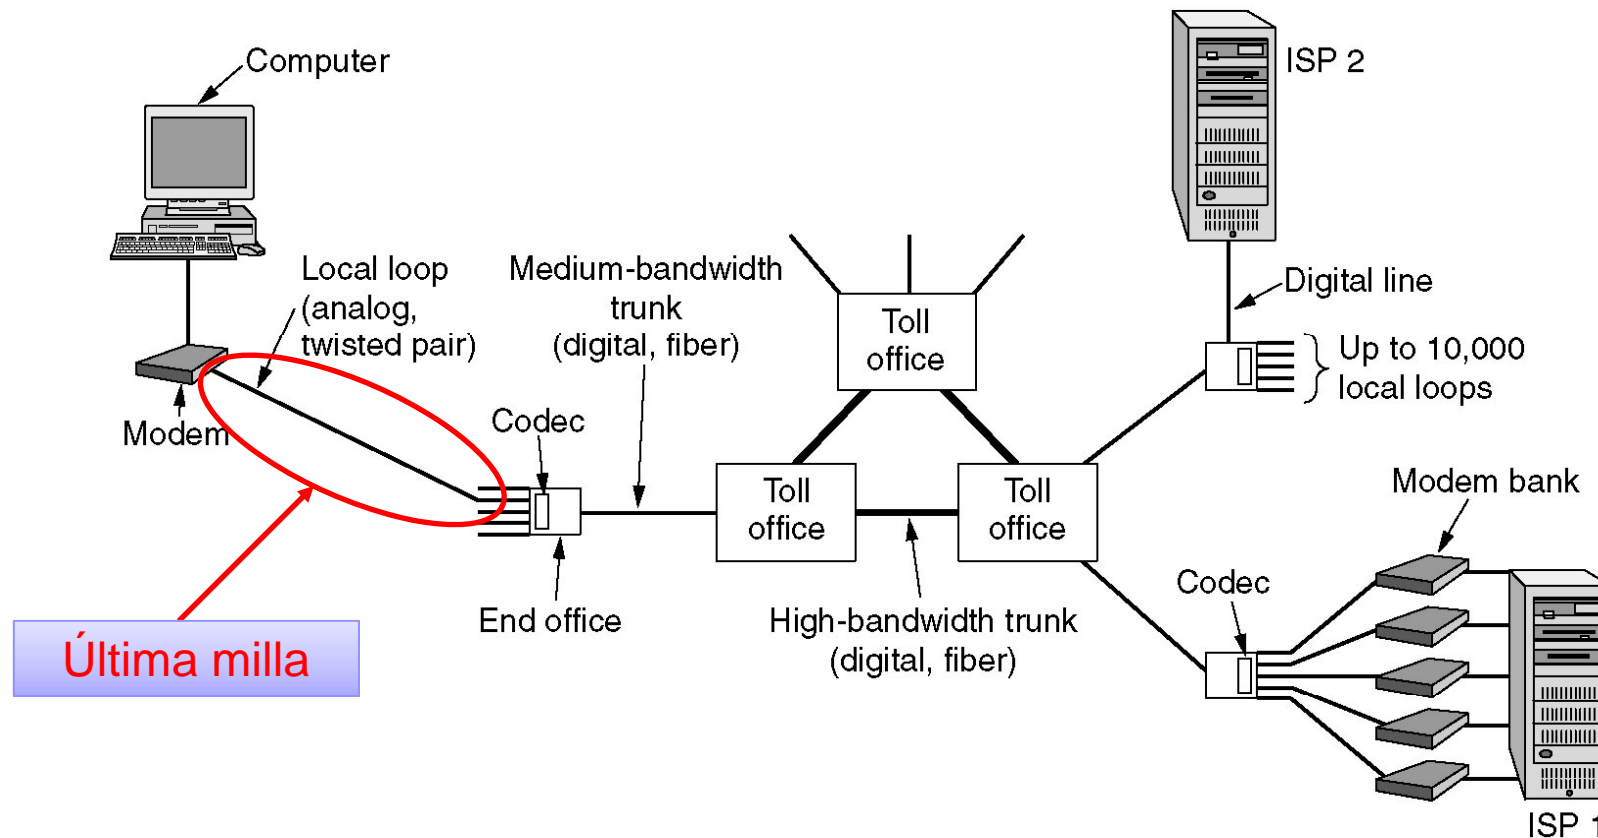 Computer
ISP 2
Local loop
(analog,
twisted pair)
Medium-bandwidth
trunk
(digital, fiber)
Toll
office
Digital line
Up to 10,000
local loops
Modem
Codec
Toll
office
Toll
office
Modem bank
End office
High-bandwidth trunk
(digital, fiber)
Codec
Última milla
ISP 1